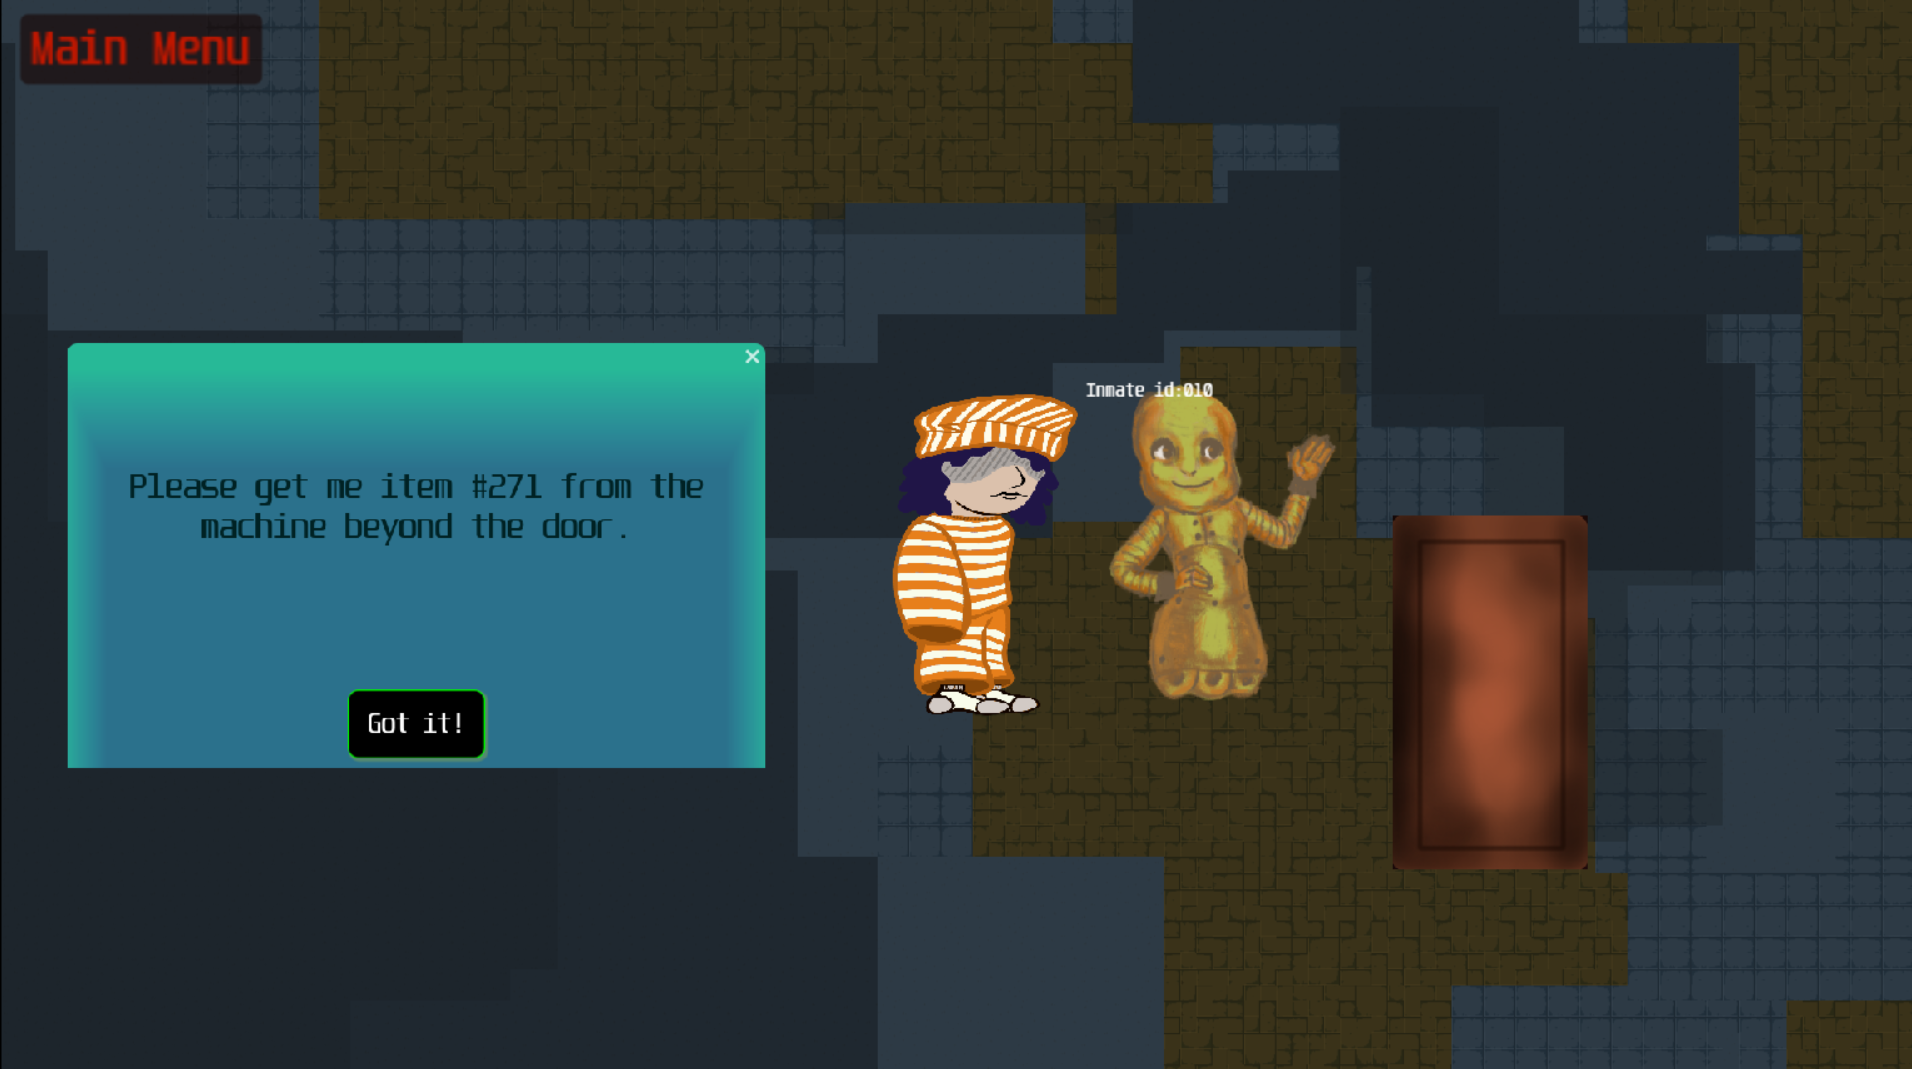 Main Menu
Inmate id:010
Please get me item #271 from the
machine beyond the door.
Got it!